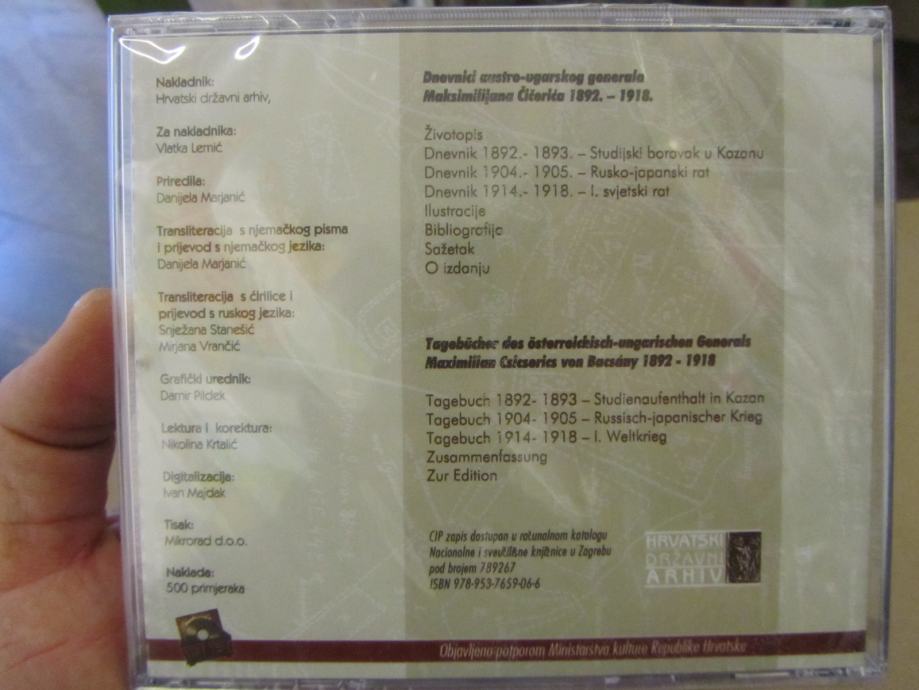 Nakladnik:
Hrvatski državni arhiv,
Za nakladnika:
Vlatka Lemić
Priredila:
Danijela Marjanić
Transliteracija s njemačkog pisma
i prijevod s njemačkog jezika:
Danijela Marjanić
Transliteracija s ćirilice i
prijevod s ruskog jezika:
Snježana Stanešić
Mirjana Vrančić
Grafički urednik:
Damir Pildek
Lektura i korektura:
Nikolina Krtalić
Digitalizacija:
Ivan Majdak
Tisak:
Mikrorad d.o.o.
Naklada:
500 primjeraka
Dnevnici austro-ugarskog generala
Maksimilijana Čičerića 1892. – 1918.
Životopis
Dnevnik 1892.- 1893. – Studijski boravak u Kazanu
Dnevnik 1904.- 1905. – Rusko-japanski rat
Dnevnik 1914.- 1918. – I. svjetski rat
Ilustracije
Bibliografija
Sažetak
O izdanju
Tagebücher des österreichisch-ungarischen Generals
Maximilian Csicserics von Bacsány 1892 - 1918
Tagebuch 1892- 1893 – Studienaufenthalt in Kazan
Tagebuch 1904- 1905 – Russisch-japanischer Krieg
Tagebuch 1914- 1918 – I. Weltkrieg
Zusammenfassung
Zur Edition
CIP zapis dostupan u računalnom katalogu
Nacionalne i sveučilišne knjižnice u Zagrebu
pod brojem 789267
ISBN 978-953-7659-06-6
HRVATSKI
DRŽAVNI
ARHIV
Objavljeno potporom Ministarstva kulture Republike Hrvatske